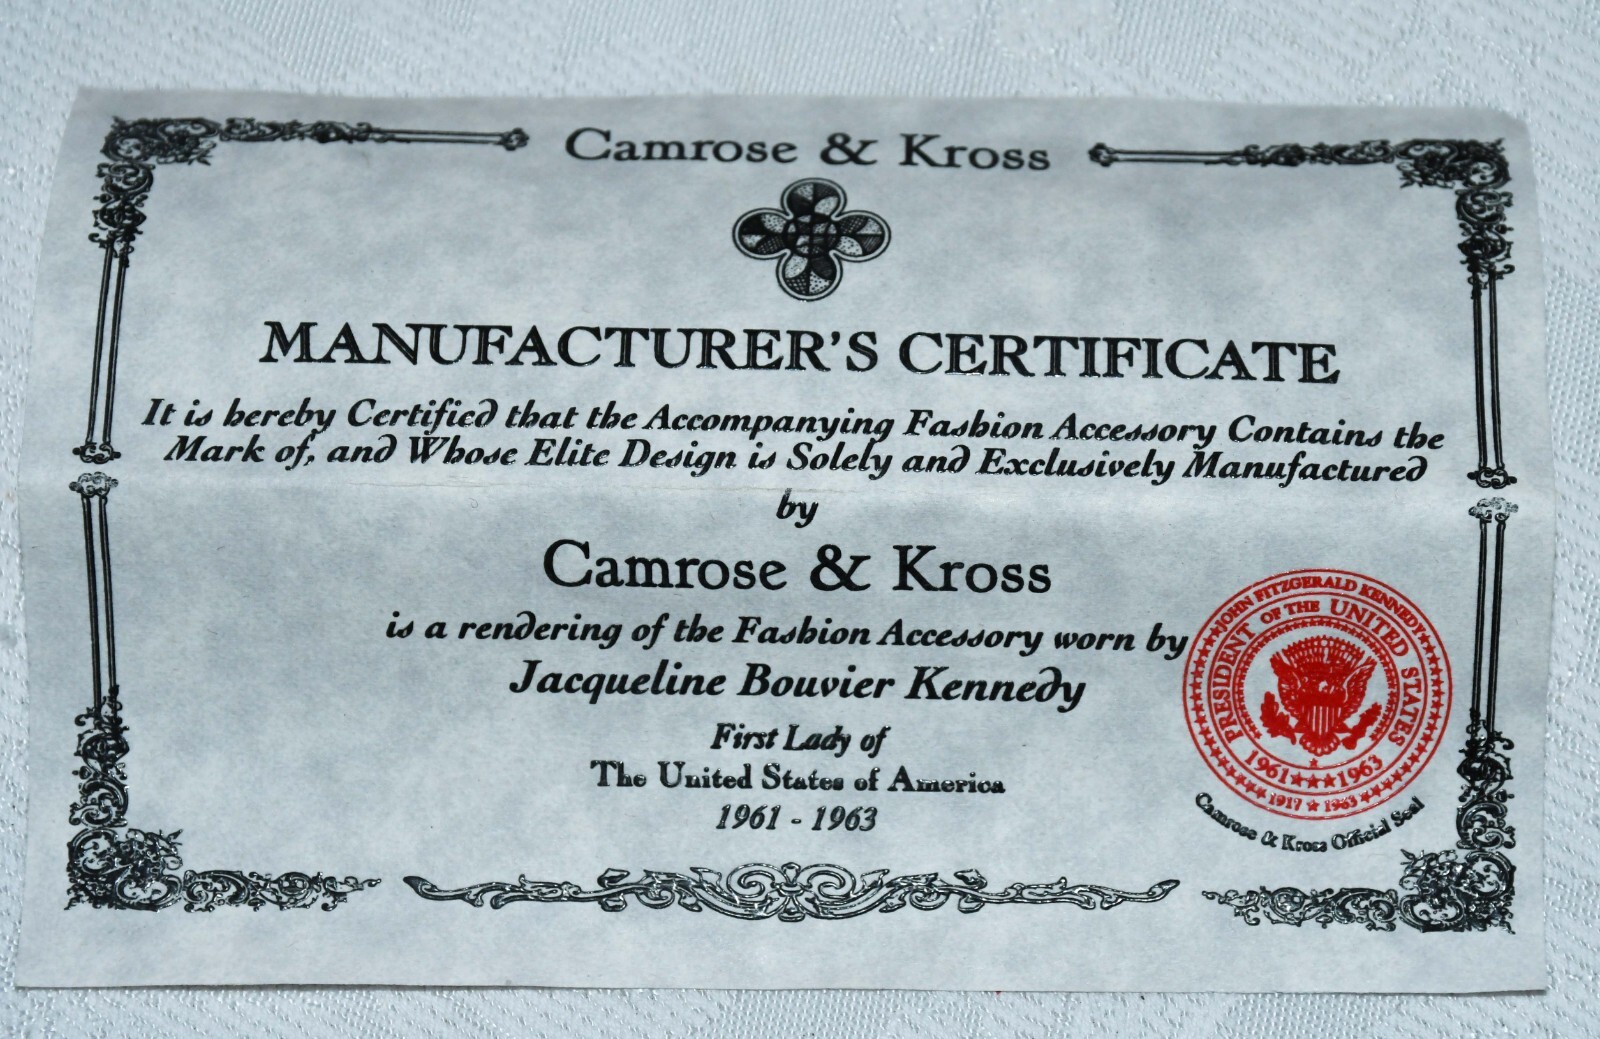 Camrose & Kross
MANUFACTURER'S CERTIFICATE
It is hereby Certified that the Accompanying Fashion Accessory Contains the
Mark of, and Whose Elite Design is Solely and Exclusively Manufactured
by
Camrose & Kross
is a rendering of the Fashion Accessory worn by
Jacqueline Bouvier Kennedy
First Lady of
The United States of America
1961 - 1963
JOHN FITZGERALD KENNEDY
PRESIDENT OF THE UNITED STATES
1961★★★1963
1917 ★ 1963
Camrose & Kross Official Seal